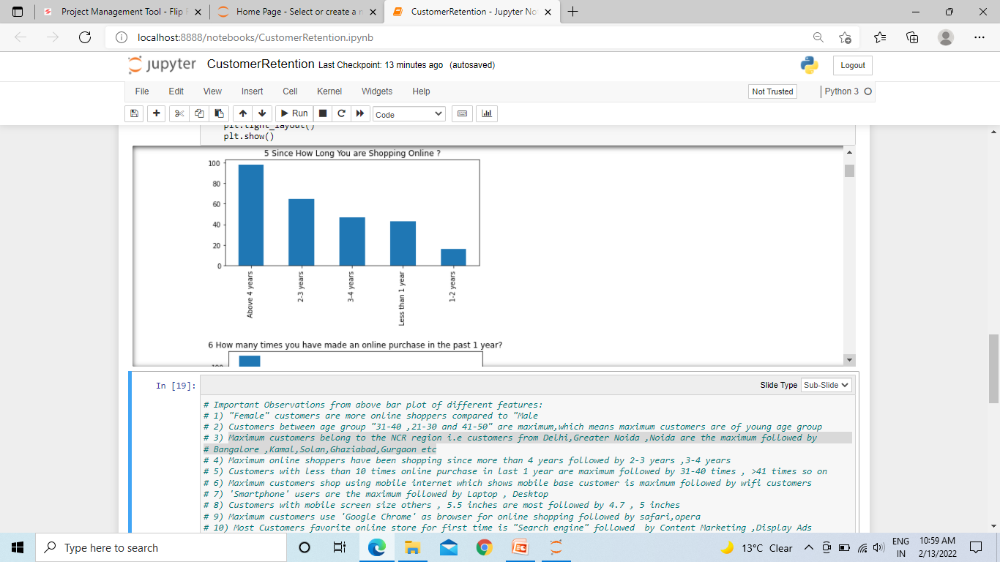 Project Management Tool - Flip F
Home Page - Select or create a n
CustomerRetention - Jupyter No
localhost:8888/notebooks/CustomerRetention.ipynb
jupyter CustomerRetention Last Checkpoint: 13 minutes ago (autosaved)
Logout
File Edit View Insert Cell Kernel Widgets Help
Not Trusted
Python 3
Run
Code
plt.tight_layout()
plt.show()
5 Since How Long You are Shopping Online ?
100
80
60
40
20
0
Above 4 years
2-3 years
3-4 years
Less than 1 year
1-2 years
6 How many times you have made an online purchase in the past 1 year?
100
In [19]:
Slide Type Sub-Slide
# Important Observations from above bar plot of different features:
# 1) "Female" customers are more online shoppers compared to "Male
# 2) Customers between age group "31-40 ,21-30 and 41-50" are maximum,which means maximum customers are of young age group
# 3) Maximum customers belong to the NCR region i.e customers from Delhi,Greater Noida ,Noida are the maximum followed by
# Bangalore ,Kamal,Solan,Ghaziabad,Gurgaon etc
# 4) Maximum online shoppers have been shopping since more than 4 years followed by 2-3 years ,3-4 years
# 5) Customers with less than 10 times online purchase in last 1 year are maximum followed by 31-40 times , >41 times so on
# 6) Maximum customers shop using mobile internet which shows mobile base customer is maximum followed by wifi customers
# 7) 'Smartphone' users are the maximum followed by Laptop , Desktop
# 8) Customers with mobile screen size others , 5.5 inches are most followed by 4.7 , 5 inches
# 9) Maximum customers use 'Google Chrome' as browser for online shopping followed by safari,opera
# 10) Most Customers favorite online store for first time is "Search engine" followed  by Content Marketing ,Display Ads
Type here to search
13°C Clear
ENG
IN
10:59 AM
2/13/2022